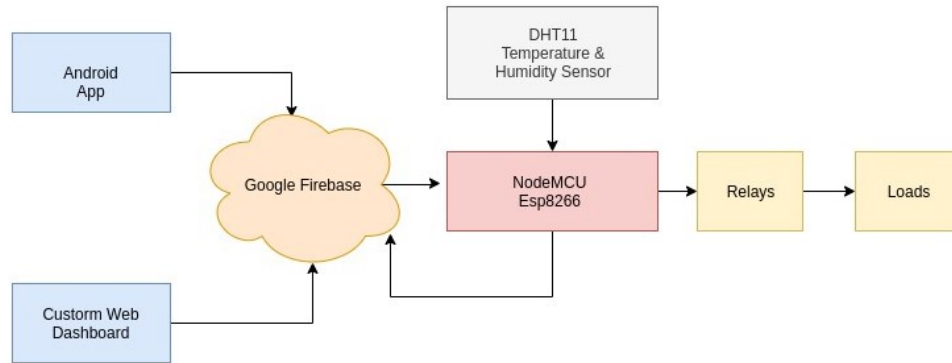 DHT11
Temperature &
Humidity Sensor
Android
App
Google Firebase
NodeMCU
Esp8266
Relays
Loads
Custorm Web
Dashboard